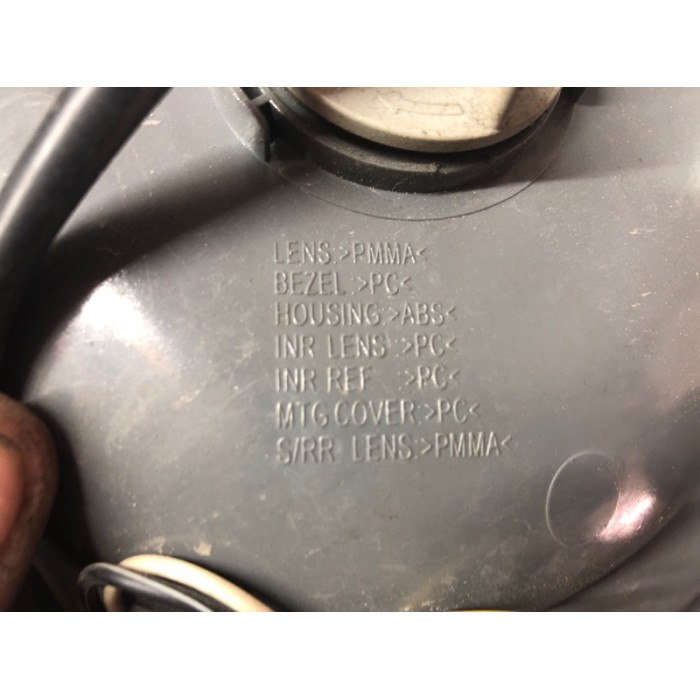 LENS:>PMMA<
BEZEL:>PC<
HOUSING:>ABS<
INR LENS:>PC<
INR REF :>PC<
MTG COVER:>PC<
S/RR LENS:>PMMA<